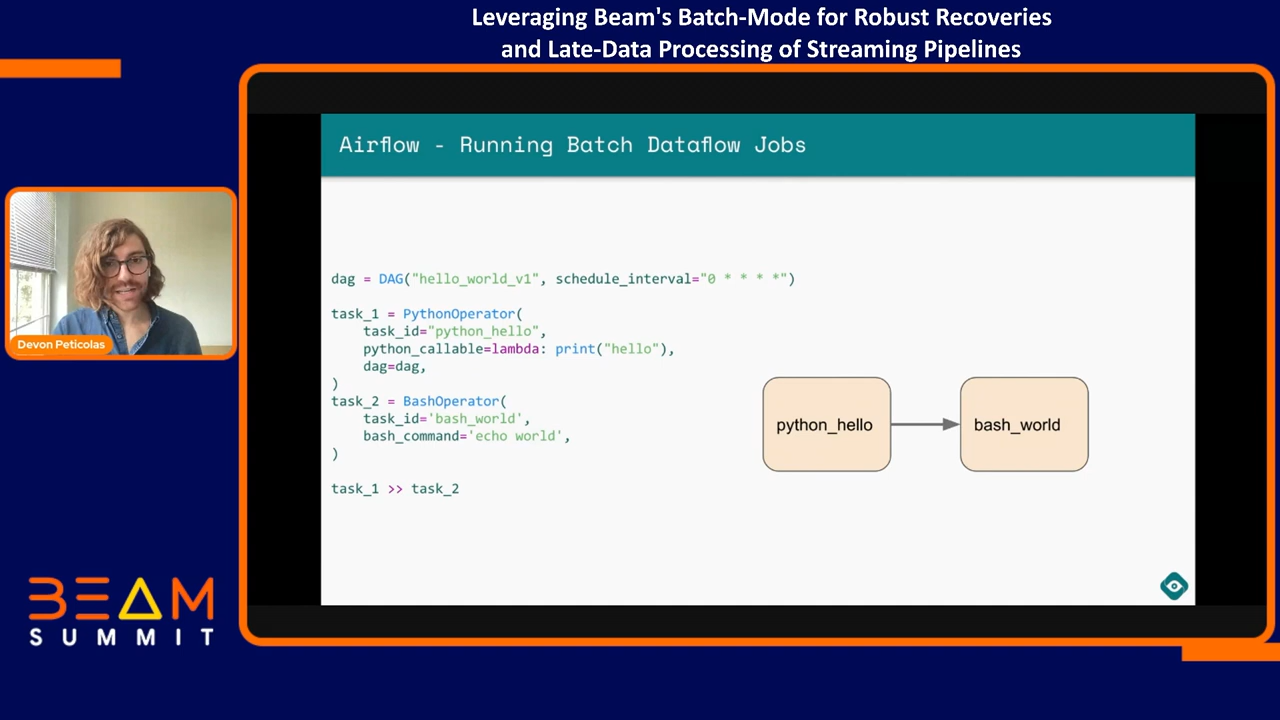 Leveraging Beam's Batch-Mode for Robust Recoveries
and Late-Data Processing of Streaming Pipelines
Airflow - Running Batch Dataflow Jobs
dag = DAG("hello_world_v1", schedule_interval="0 * * * *")
task_1 = PythonOperator(
    task_id="python_hello",
    python_callable=lambda: print("hello"),
    dag=dag,
)
task_2 = BashOperator(
    task_id='bash_world',
    bash_command='echo world',
)
task_1 >> task_2
python_hello
bash_world
Devon Peticolas
BEAM
SUMMIT